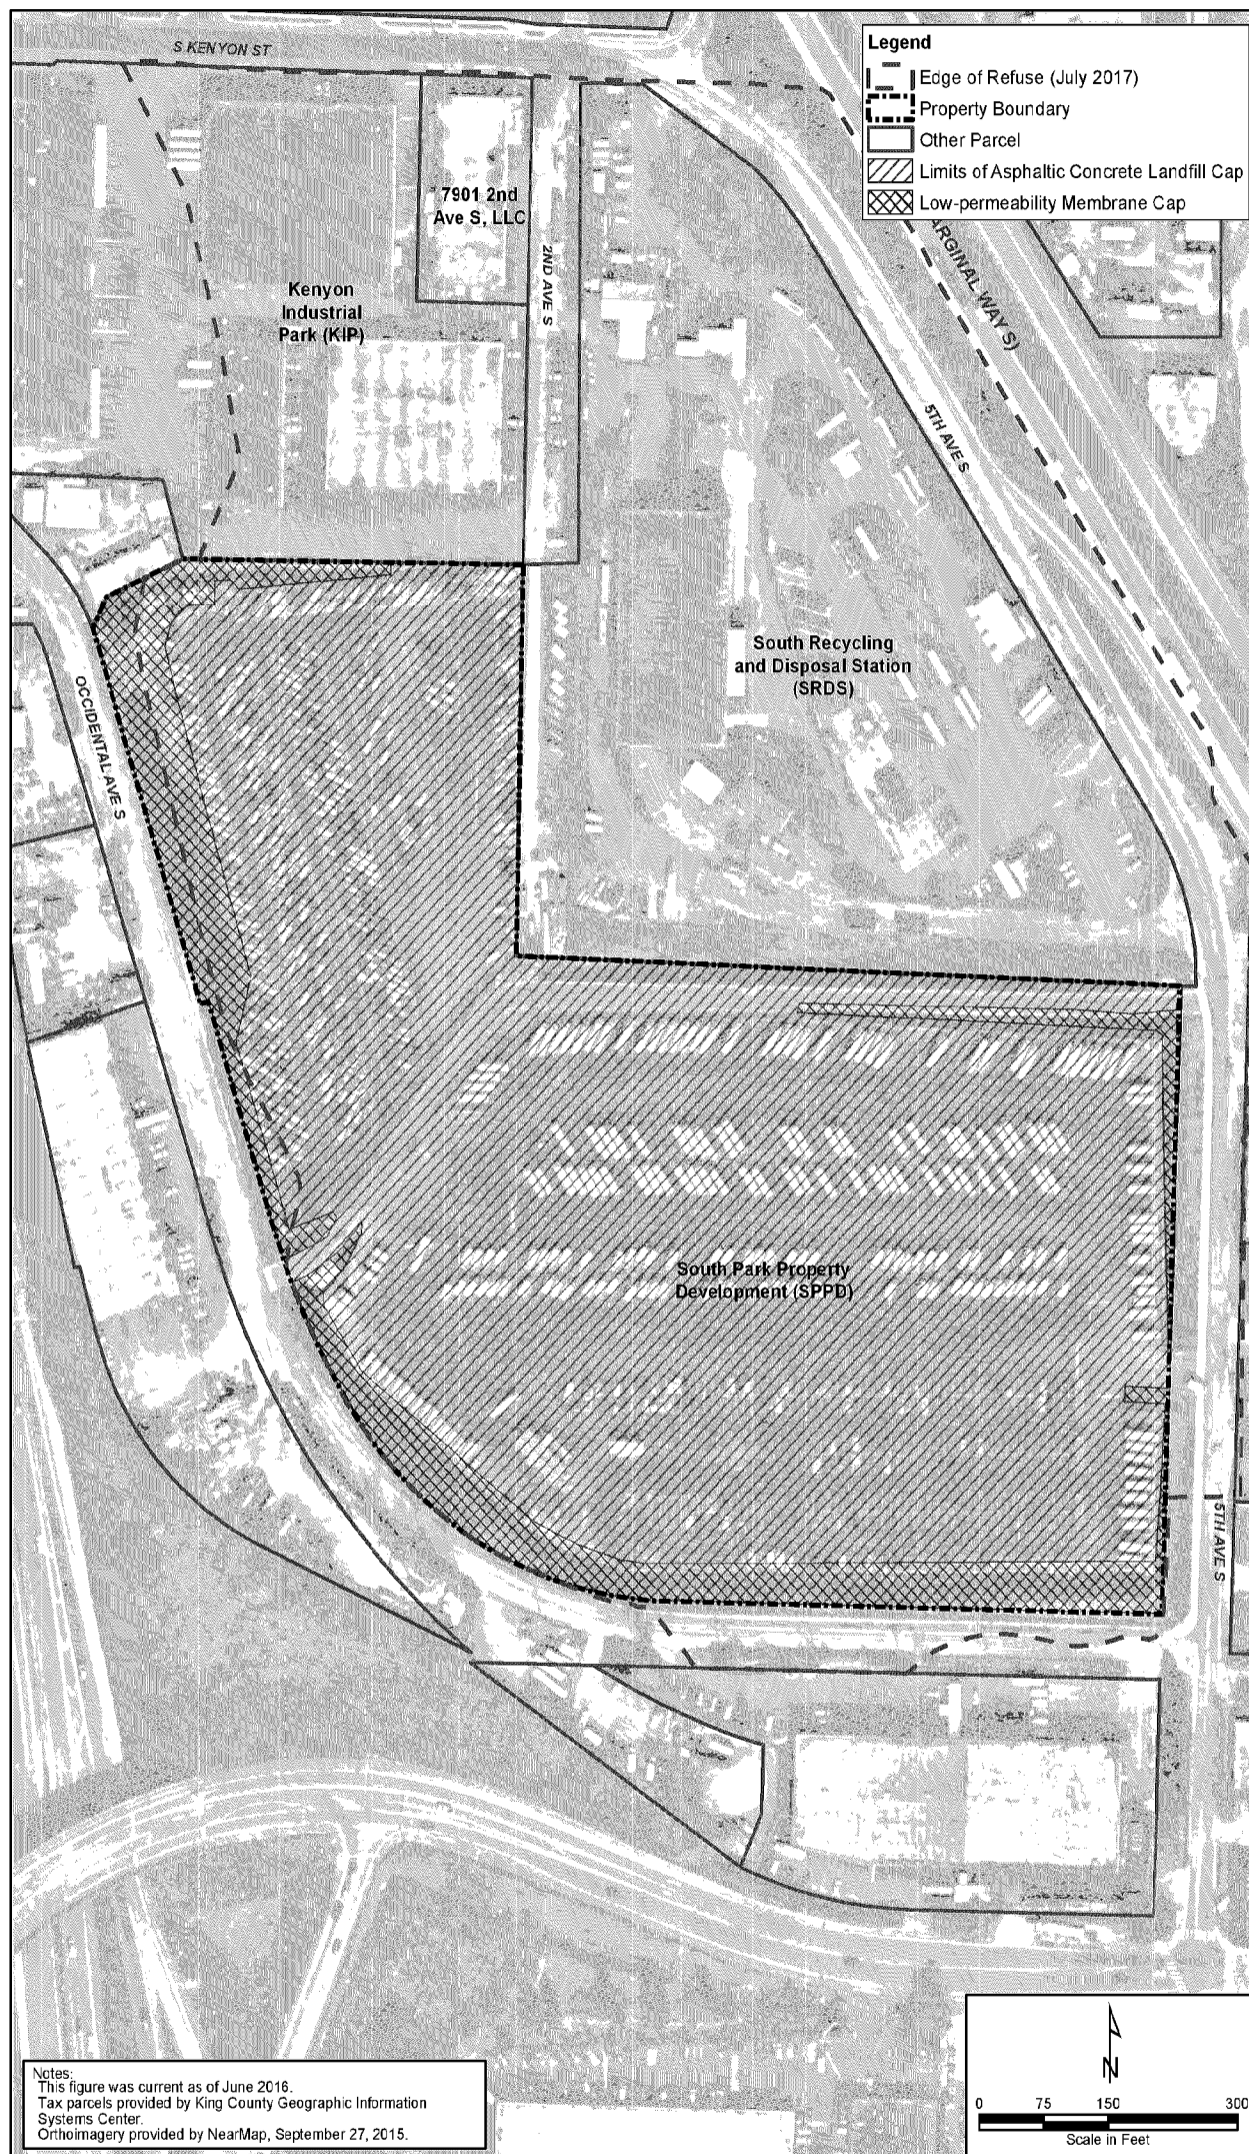 S KENYON ST
Legend
Edge of Refuse (July 2017)
Property Boundary
Other Parcel
Limits of Asphaltic Concrete Landfill Cap
Low-permeability Membrane Cap
7901 2nd
Ave S, LLC
2ND AVE S
ARGINAL WAY S)
Kenyon
Industrial
Park (KIP)
5TH AVE S
South Recycling
and Disposal Station
(SRDS)
OCCIDENTAL AVE S
South Park Property
Development (SPPD)
5TH AVE S
Notes:
This figure was current as of June 2016.
Tax parcels provided by King County Geographic Information
Systems Center.
Orthoimagery provided by NearMap, September 27, 2015.
N
0 75 150 300
Scale in Feet